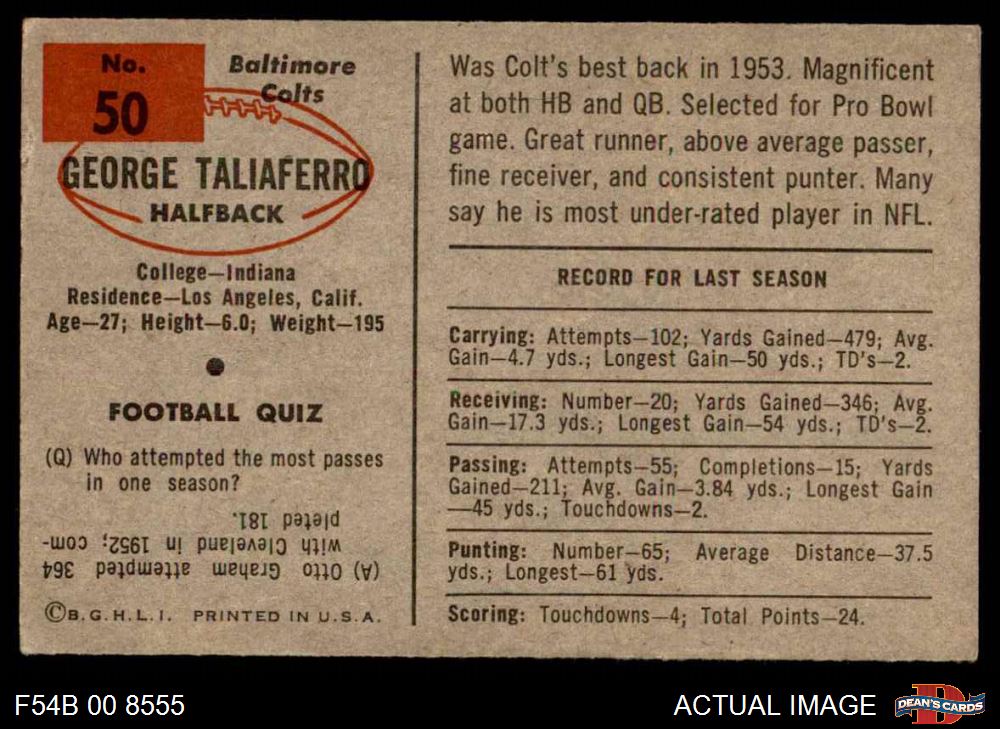 No.
50
Baltimore
Colts
GEORGE TALIAFERRO
HALFBACK
College—Indiana
Residence—Los Angeles, Calif.
Age—27; Height—6.0; Weight—195
FOOTBALL QUIZ
(Q) Who attempted the most passes
in one season?
(A) Otto Graham attempted 364
with Cleveland in 1952; com-
pleted 181.
©B.G.H.L.I. PRINTED IN U.S.A.
Was Colt's best back in 1953. Magnificent
at both HB and QB. Selected for Pro Bowl
game. Great runner, above average passer,
fine receiver, and consistent punter. Many
say he is most under-rated player in NFL.
RECORD FOR LAST SEASON
Carrying: Attempts—102; Yards Gained—479; Avg.
Gain—4.7 yds.; Longest Gain—50 yds.; TD's—2.
Receiving: Number—20; Yards Gained—346; Avg.
Gain—17.3 yds.; Longest Gain—54 yds.; TD's—2.
Passing: Attempts—55; Completions—15; Yards
Gained—211; Avg. Gain—3.84 yds.; Longest Gain
—45 yds.; Touchdowns—2.
Punting: Number—65; Average Distance—37.5
yds.; Longest—61 yds.
Scoring: Touchdowns—4; Total Points—24.
F54B 00 8555
ACTUAL IMAGE
D
DEAN'S CARDS